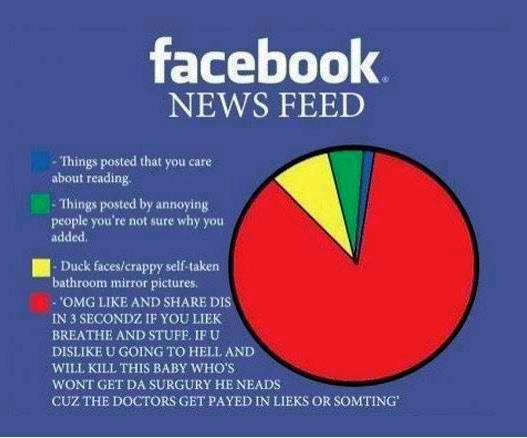 facebook®
NEWS FEED
- Things posted that you care
about reading.
- Things posted by annoying
people you're not sure why you
added.
- Duck faces/crappy self-taken
bathroom mirror pictures.
- 'OMG LIKE AND SHARE DIS
IN 3 SECONDZ IF YOU LIEK
BREATHE AND STUFF. IF U
DISLIKE U GOING TO HELL AND
WILL KILL THIS BABY WHO'S
WONT GET DA SURGURY HE NEADS
CUZ THE DOCTORS GET PAYED IN LIEKS OR SOMTING'